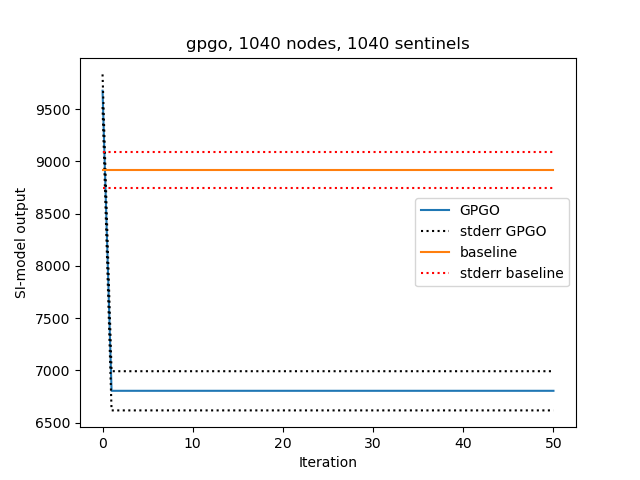 gpgo, 1040 nodes, 1040 sentinels
9500
9000
8500
8000
7500
7000
6500
SI-model output
GPGO
stderr GPGO
baseline
stderr baseline
0
10
20
30
40
50
Iteration